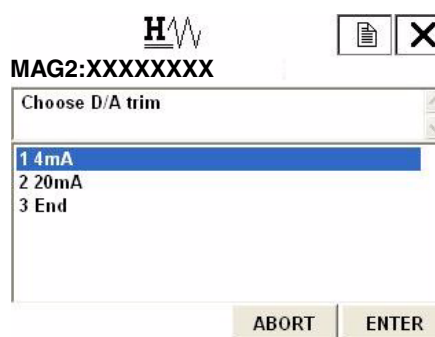 H
MAG2:XXXXXXXX
Choose D/A trim
1 4mA
2 20mA
3 End
ABORT ENTER